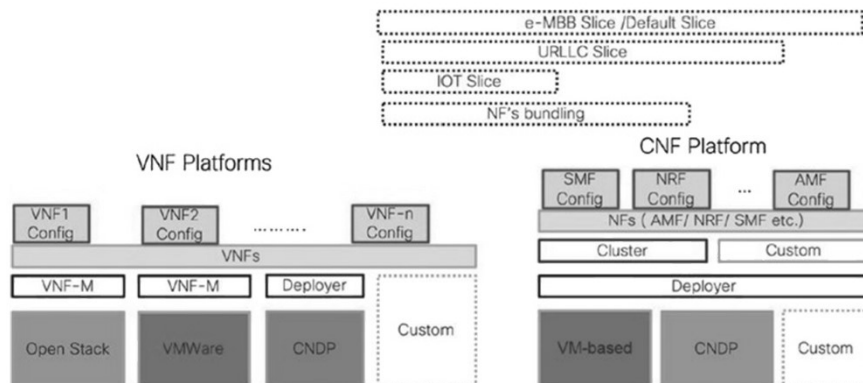 e-MBB Slice /Default Slice
URLLC Slice
IOT Slice
NF's bundling
VNF Platforms
CNF Platform
VNF1
Config
VNF2
Config
..........
VNF-n
Config
VNFs
VNF-M
VNF-M
Deployer
Open Stack
VMWare
CNDP
Custom
SMF
Config
NRF
Config
...
AMF
Config
NFs ( AMF/ NRF/ SMF etc.)
Cluster
Custom
Deployer
VM-based
CNDP
Custom